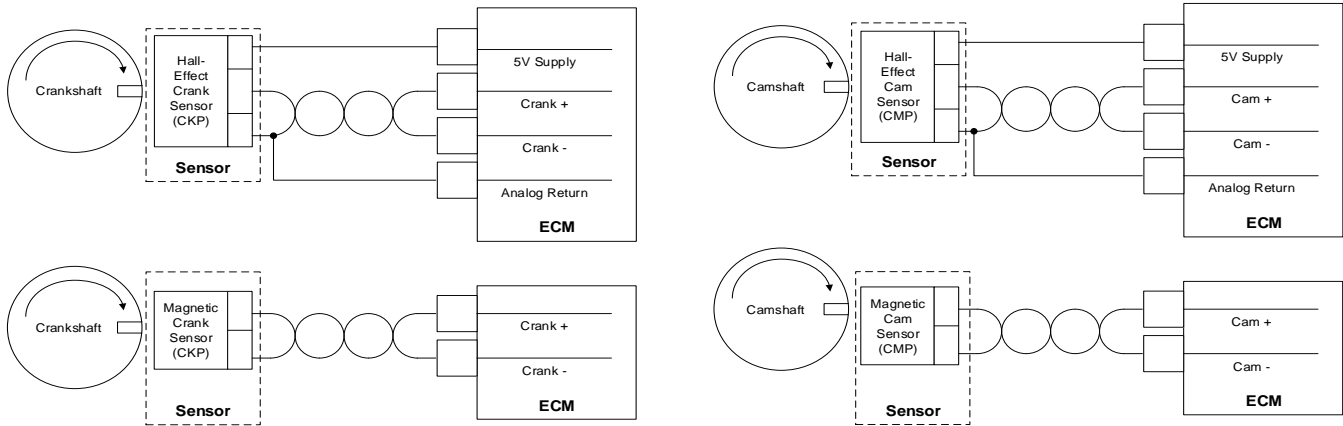 Crankshaft
Hall-
Effect
Crank
Sensor
(CKP)
Sensor
5V Supply
Crank +
Crank -
Analog Return
ECM
Camshaft
Hall-
Effect
Cam
Sensor
(CMP)
Sensor
5V Supply
Cam +
Cam -
Analog Return
ECM
Crankshaft
Magnetic
Crank
Sensor
(CKP)
Sensor
Crank +
Crank -
ECM
Camshaft
Magnetic
Cam
Sensor
(CMP)
Sensor
Cam +
Cam -
ECM